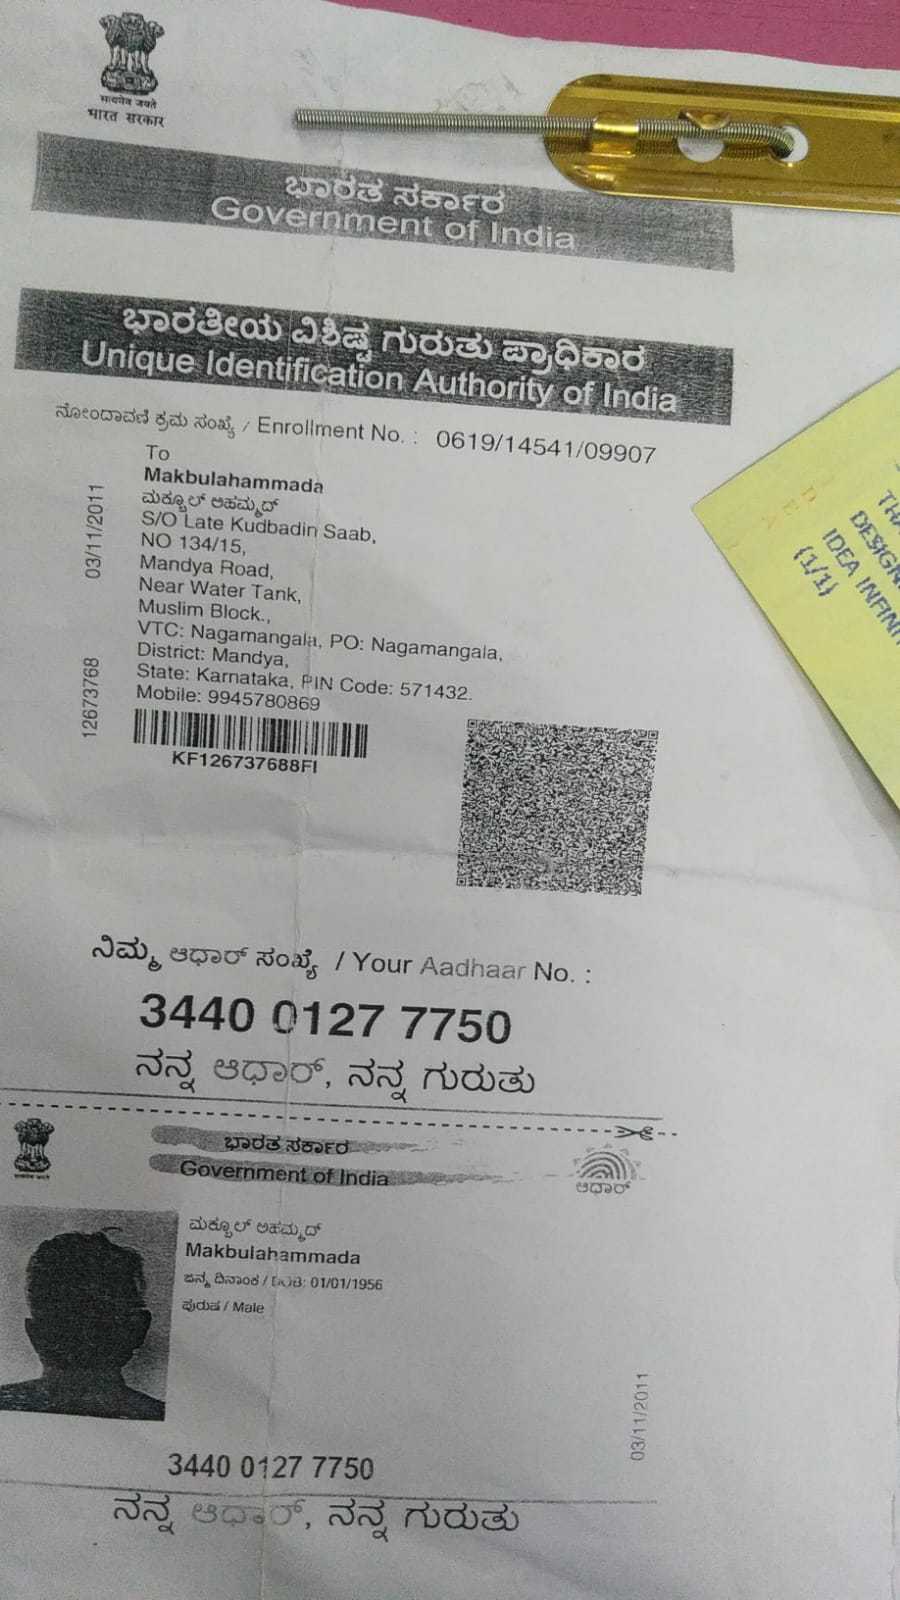 सत्यमेव जयते
भारत सरकार
ಭಾರತ ಸರ್ಕಾರ
Government of India
ಭಾರತೀಯ ವಿಶಿಷ್ಟ ಗುರುತು ಪ್ರಾಧಿಕಾರ
Unique Identification Authority of India
ನೋಂದಾವಣಿ ಕ್ರಮ ಸಂಖ್ಯೆ / Enrollment No. : 0619/14541/09907
To
Makbulahammada
ಮಕ್ಬೂಲ್ ಅಹಮ್ಮದ್
S/O Late Kudbadin Saab,
NO 134/15,
Mandya Road,
Near Water Tank,
Muslim Block.,
VTC: Nagamangala, PO: Nagamangala,
District: Mandya,
State: Karnataka, PIN Code: 571432.
Mobile: 9945780869
03/11/2011
12673768
KF126737688FI
ನಿಮ್ಮ ಆಧಾರ್ ಸಂಖ್ಯೆ / Your Aadhaar No. :
3440 0127 7750
ನನ್ನ ಆಧಾರ್, ನನ್ನ ಗುರುತು
ಭಾರತ ಸರ್ಕಾರ
Government of India
ಆಧಾರ್
ಮಕ್ಬೂಲ್ ಅಹಮ್ಮದ್
Makbulahammada
ಜನ್ಮ ದಿನಾಂಕ / DOB: 01/01/1956
ಪುರುಷ / Male
03/11/2011
3440 0127 7750
ನನ್ನ ಆಧಾರ್, ನನ್ನ ಗುರುತು
IDEA
(1/1)